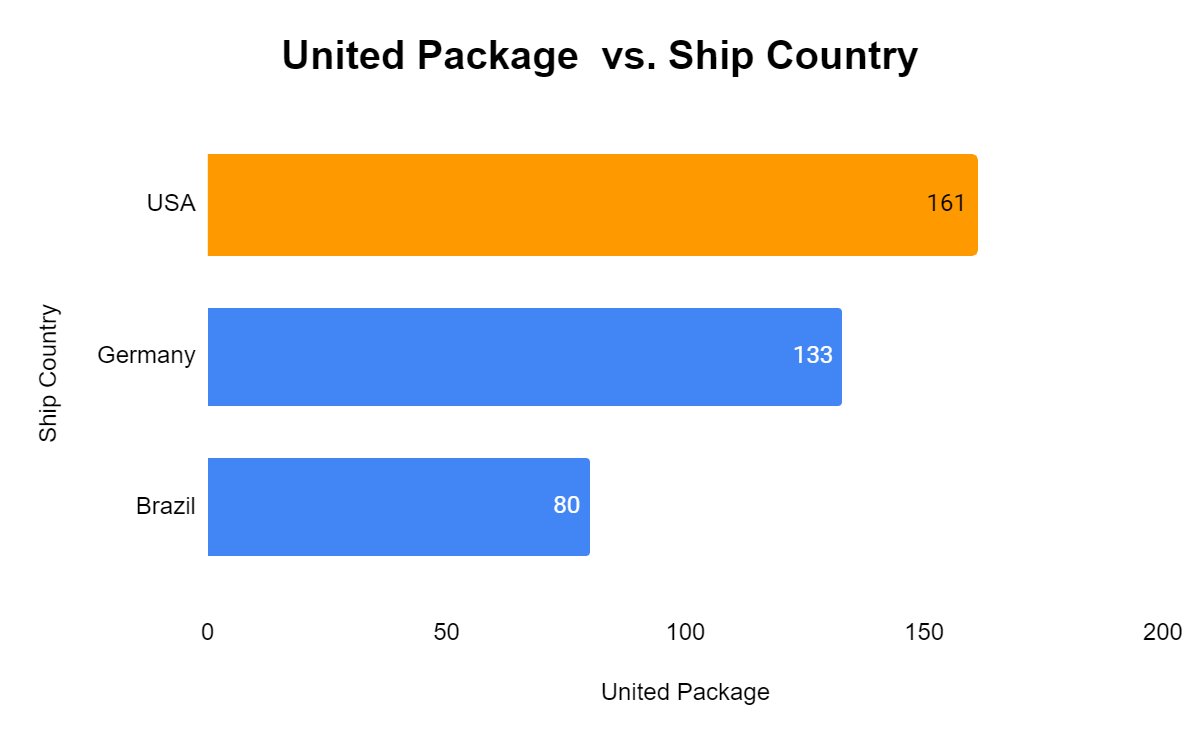 United Package  vs. Ship Country
Ship Country
USA
161
Germany
133
Brazil
80
0 50 100 150 200
United Package